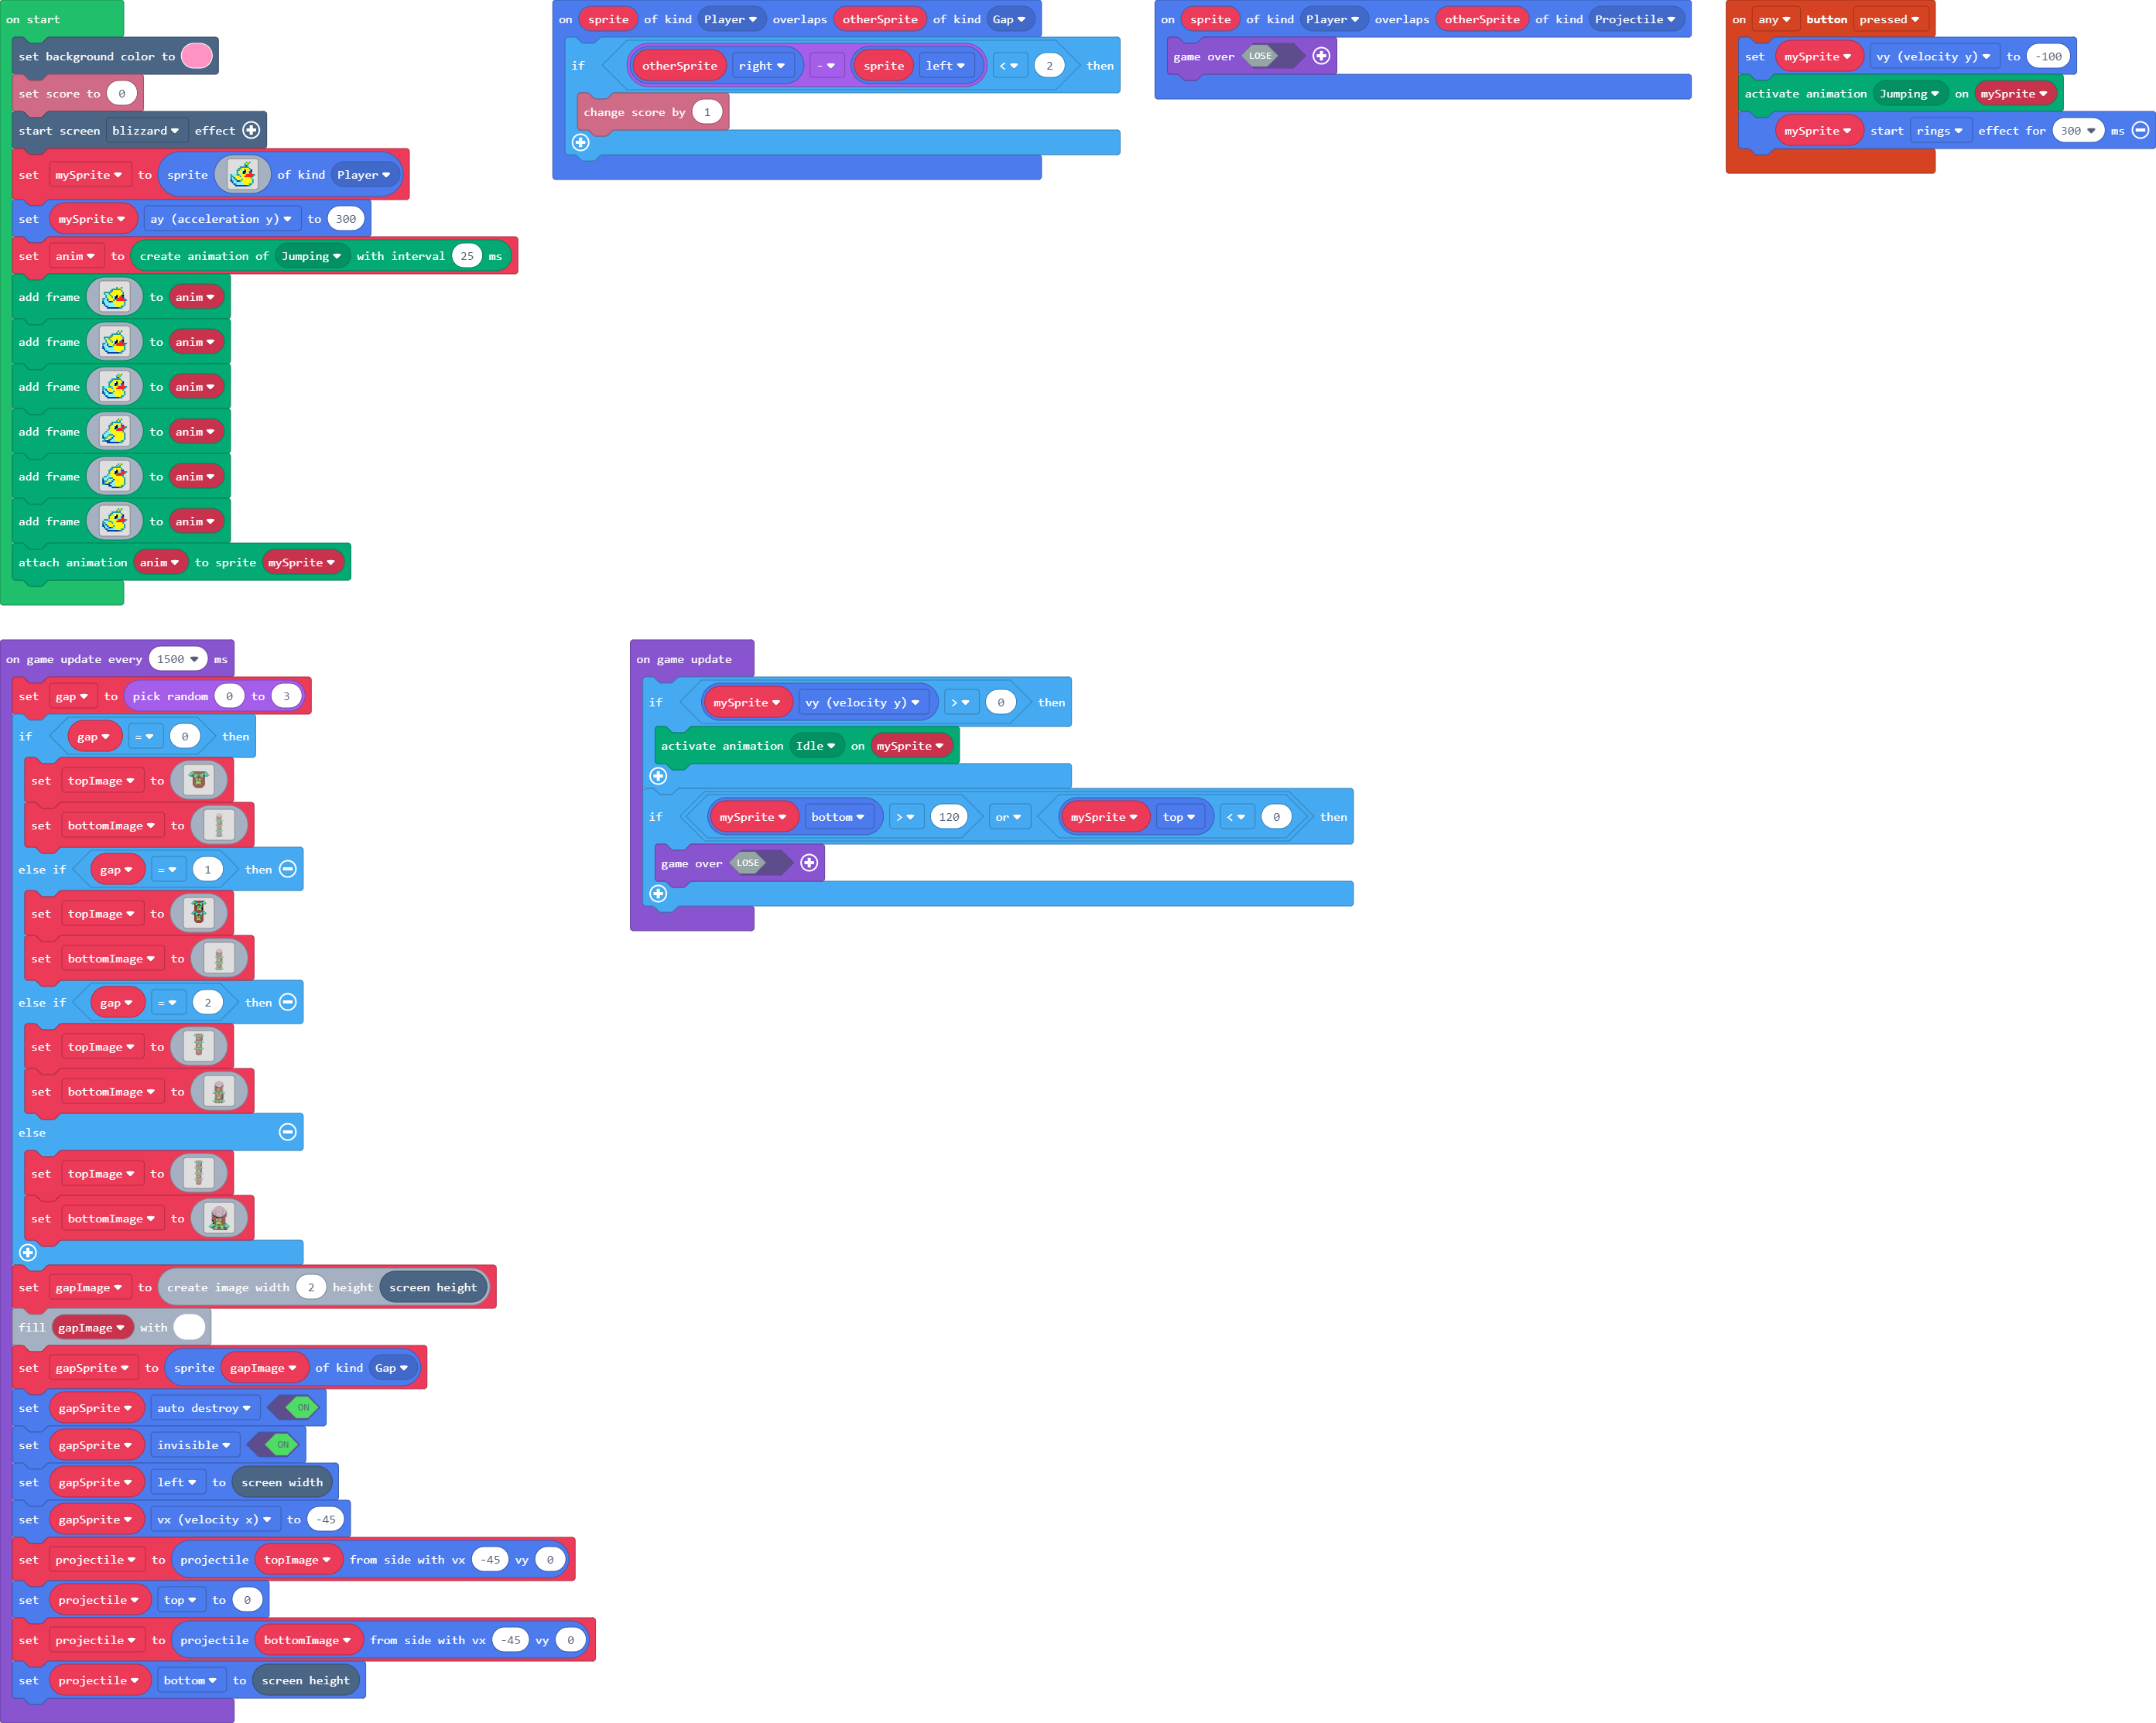 on start
set background color to
set score to 0
start screen blizzard effect
set mySprite to sprite of kind Player
set mySprite ay (acceleration y) to 300
set anim to create animation of Jumping with interval 25 ms
add frame to anim
add frame to anim
add frame to anim
add frame to anim
add frame to anim
add frame to anim
attach animation anim to sprite mySprite
on sprite of kind Player overlaps otherSprite of kind Gap
if otherSprite right - sprite left < 2 then
change score by 1
on sprite of kind Player overlaps otherSprite of kind Projectile
game over LOSE
on any button pressed
set mySprite vy (velocity y) to -100
activate animation Jumping on mySprite
mySprite start rings effect for 300 ms
on game update every 1500 ms
set gap to pick random 0 to 3
if gap = 0 then
set topImage to
set bottomImage to
else if gap = 1 then
set topImage to
set bottomImage to
else if gap = 2 then
set topImage to
set bottomImage to
else
set topImage to
set bottomImage to
set gapImage to create image width 2 height screen height
fill gapImage with
set gapSprite to sprite gapImage of kind Gap
set gapSprite auto destroy ON
set gapSprite invisible ON
set gapSprite left to screen width
set gapSprite vx (velocity x) to -45
set projectile to projectile topImage from side with vx -45 vy 0
set projectile top to 0
set projectile to projectile bottomImage from side with vx -45 vy 0
set projectile bottom to screen height
on game update
if mySprite vy (velocity y) > 0 then
activate animation Idle on mySprite
if mySprite bottom > 120 or mySprite top < 0 then
game over LOSE